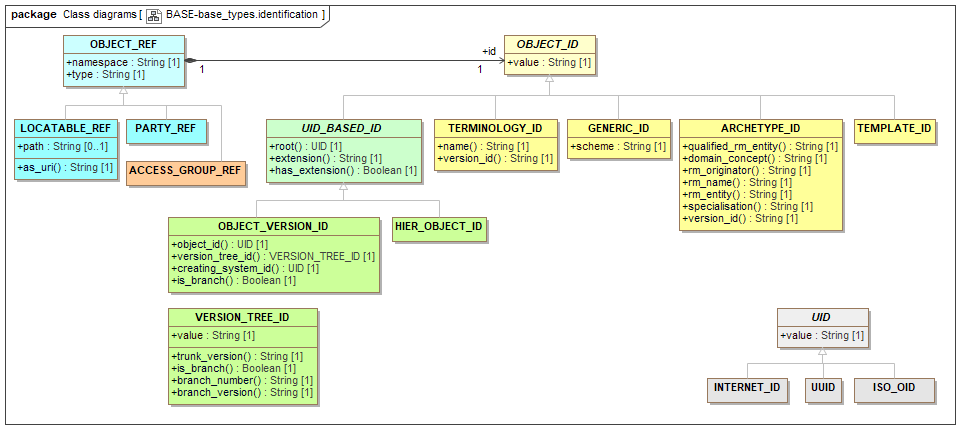 package Class diagrams [ BASE-base_types.identification ]
OBJECT_REF
+namespace : String [1]
+type : String [1]
1
+id
1
OBJECT_ID
+value : String [1]
LOCATABLE_REF
+path : String [0..1]
+as_uri() : String [1]
PARTY_REF
ACCESS_GROUP_REF
UID_BASED_ID
+root() : UID [1]
+extension() : String [1]
+has_extension() : Boolean [1]
TERMINOLOGY_ID
+name() : String [1]
+version_id() : String [1]
GENERIC_ID
+scheme : String [1]
ARCHETYPE_ID
+qualified_rm_entity() : String [1]
+domain_concept() : String [1]
+rm_originator() : String [1]
+rm_name() : String [1]
+rm_entity() : String [1]
+specialisation() : String [1]
+version_id() : String [1]
TEMPLATE_ID
OBJECT_VERSION_ID
+object_id() : UID [1]
+version_tree_id() : VERSION_TREE_ID [1]
+creating_system_id() : UID [1]
+is_branch() : Boolean [1]
HIER_OBJECT_ID
VERSION_TREE_ID
+value : String [1]
+trunk_version() : String [1]
+is_branch() : Boolean [1]
+branch_number() : String [1]
+branch_version() : String [1]
UID
+value : String [1]
INTERNET_ID
UUID
ISO_OID